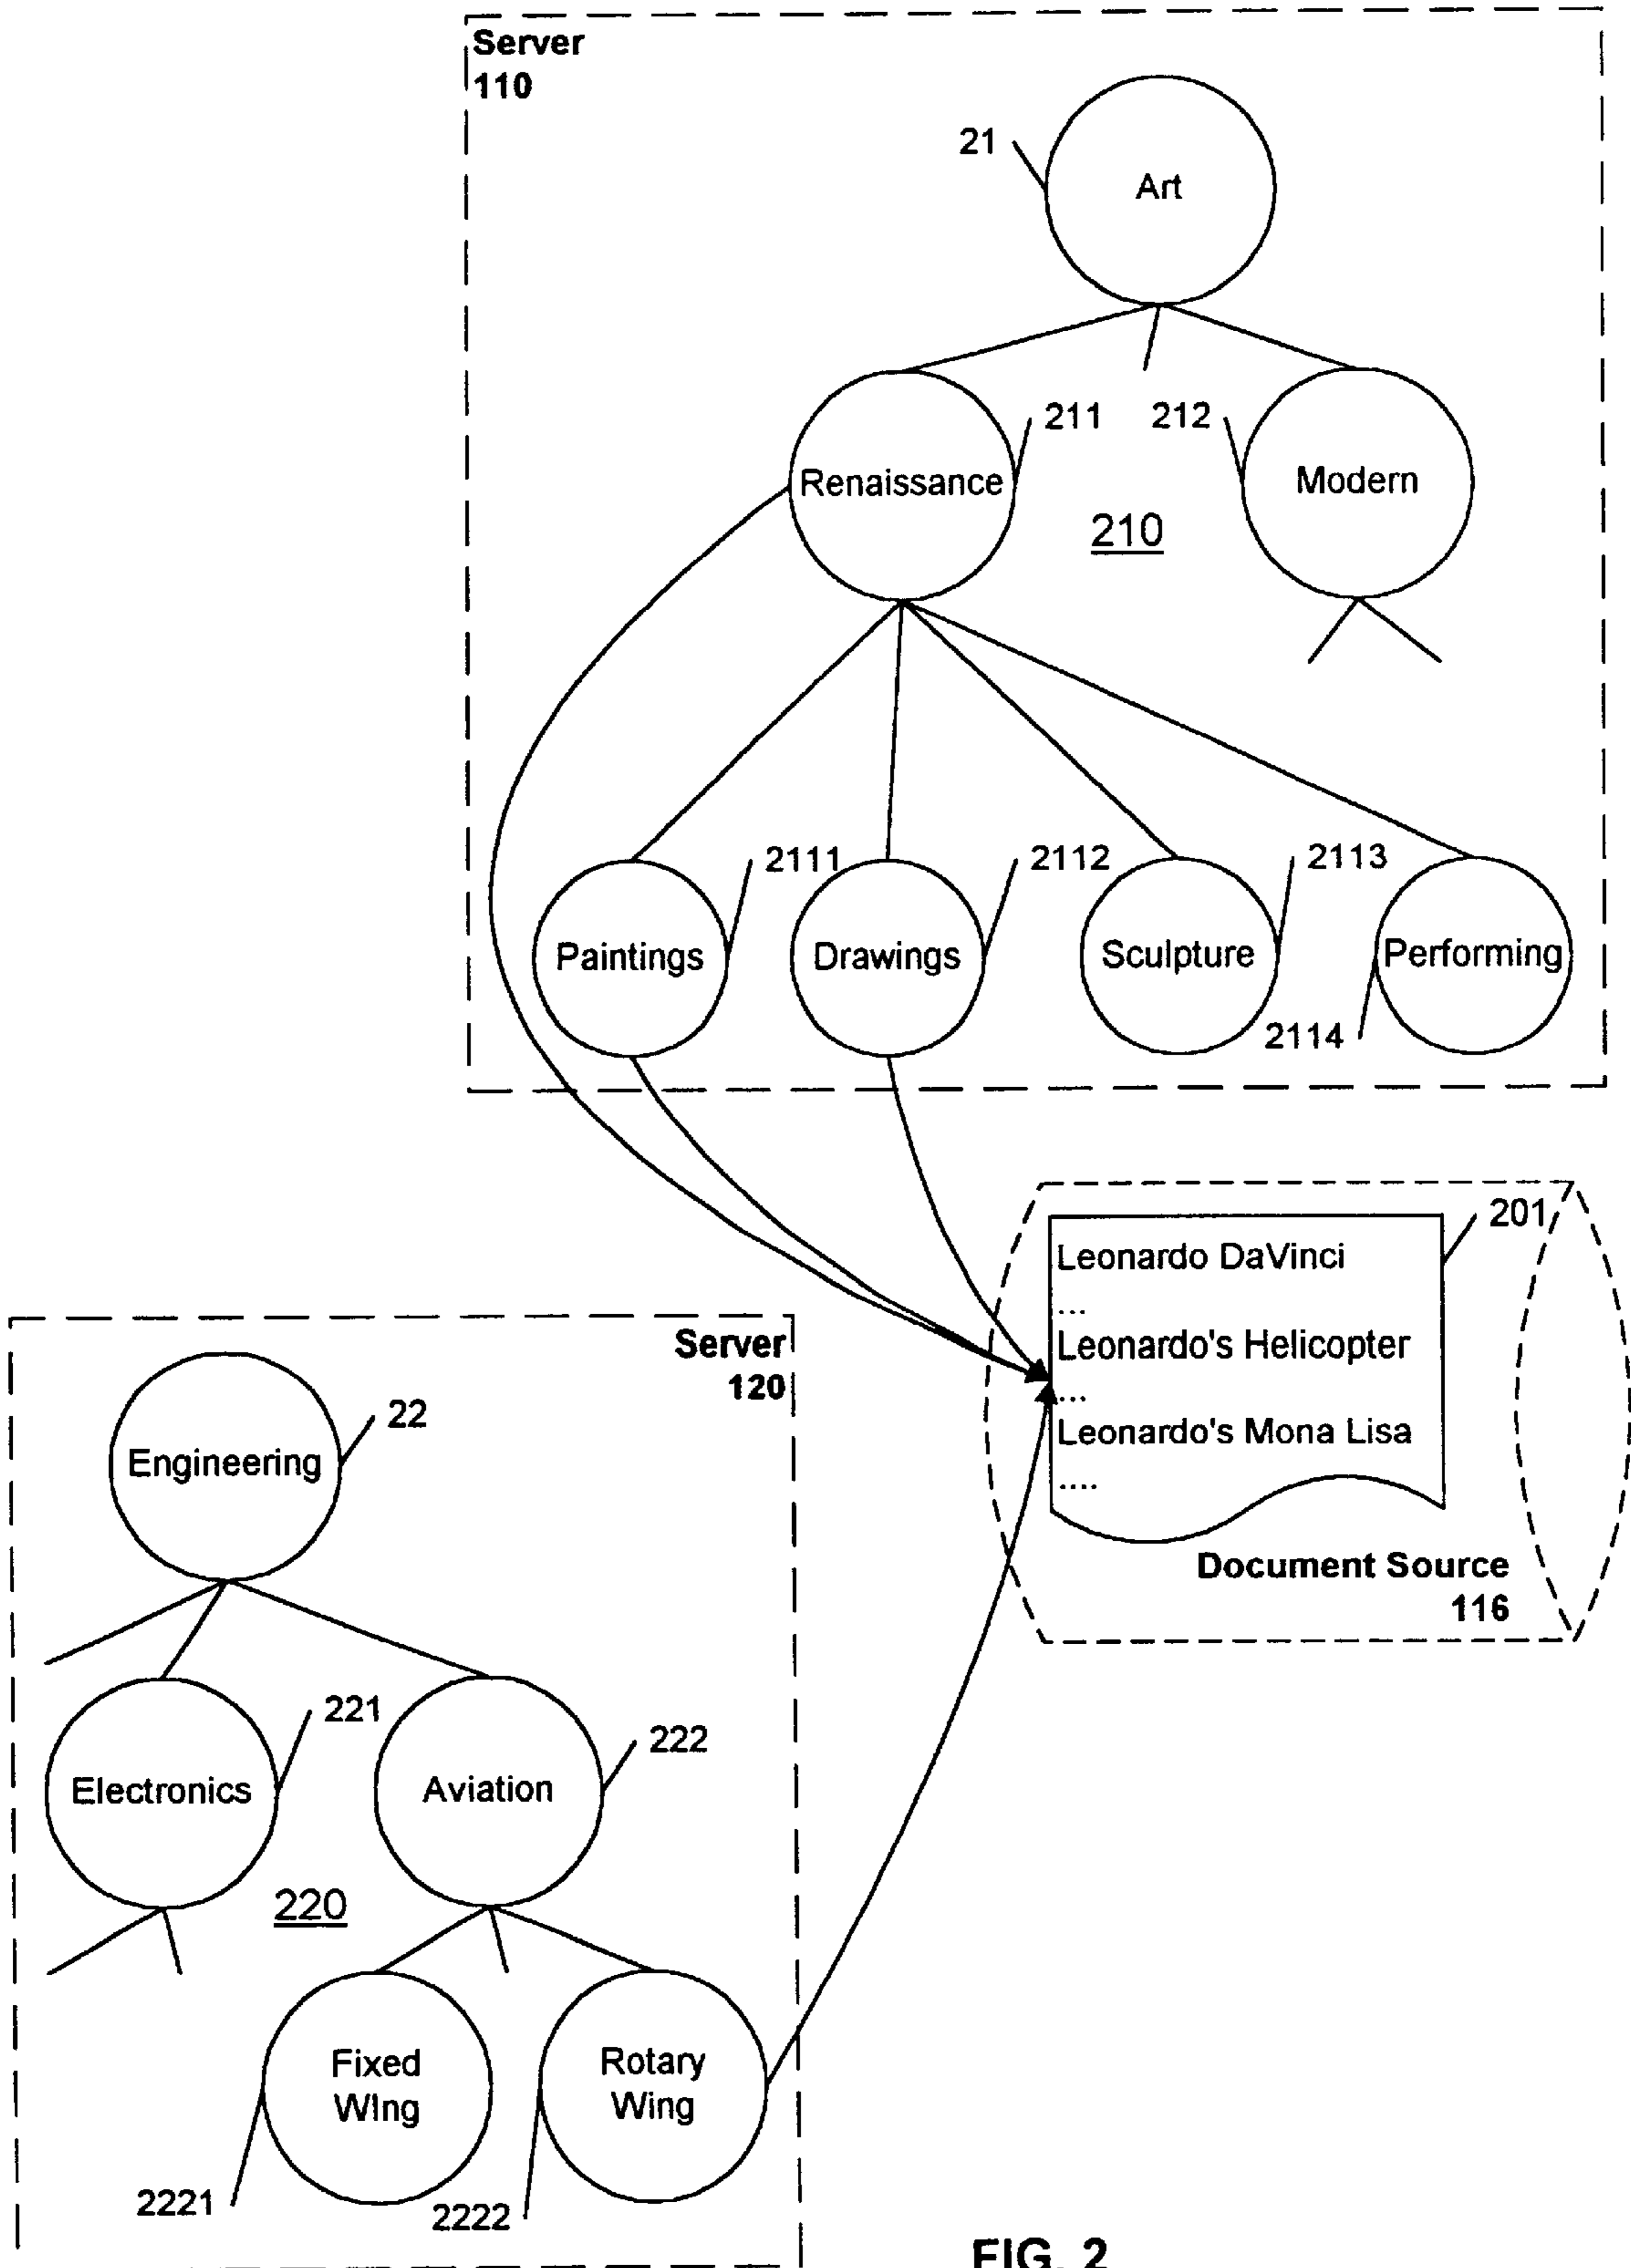 Server
110
21
Art
211
212
Renaissance
Modern
210
2111
2112
2113
Paintings
Drawings
Sculpture
Performing
2114
201
Leonardo DaVinci
...
Leonardo's Helicopter
...
Leonardo's Mona Lisa
....
Document Source
116
Server
120
22
Engineering
221
222
Electronics
Aviation
220
Fixed
WIng
Rotary
Wing
2221
2222
FIG. 2